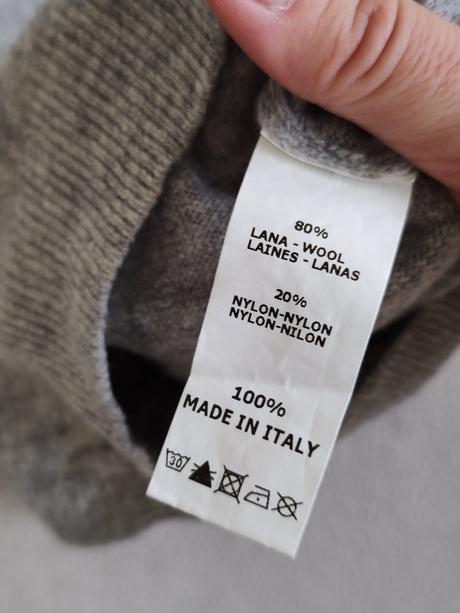 80%
LANA - WOOL
LAINES - LANAS
20%
NYLON-NYLON
NYLON-NILON
100%
MADE IN ITALY
30